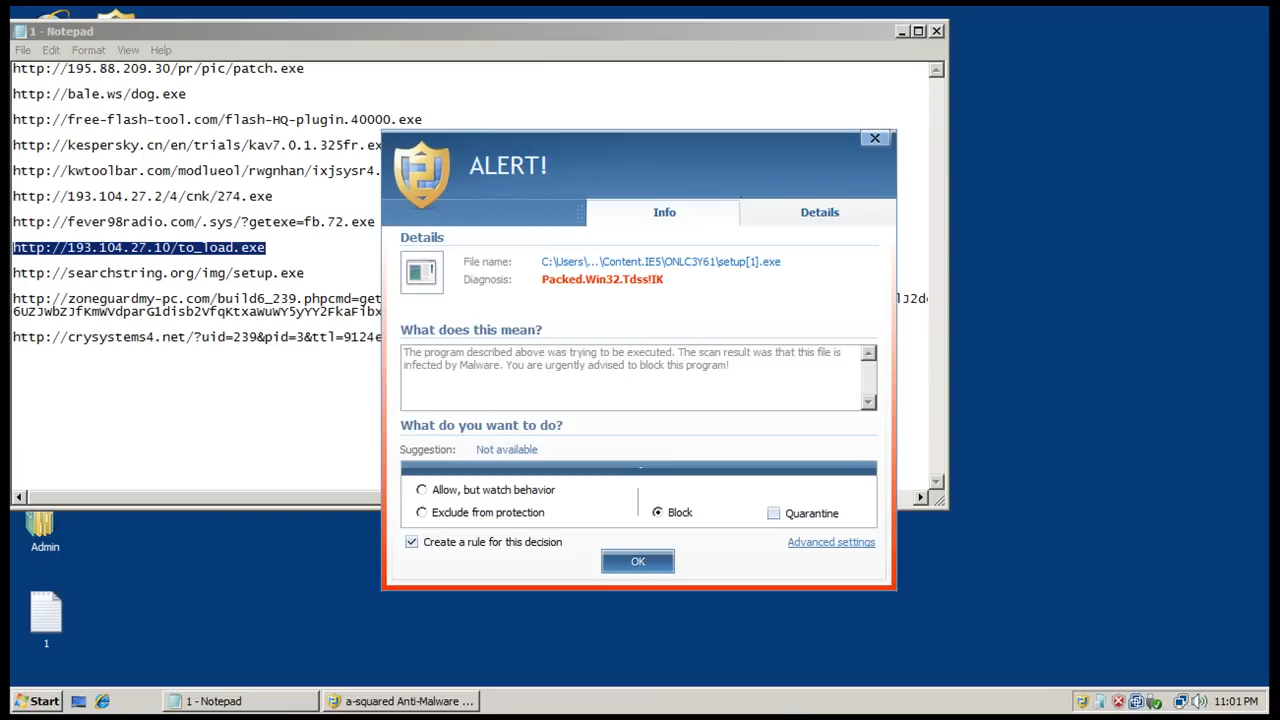 1 - Notepad
File Edit Format View Help
http://195.88.209.30/pr/pic/patch.exe
http://bale.ws/dog.exe
http://free-flash-tool.com/flash-HQ-plugin.40000.exe
http://kespersky.cn/en/trials/kav7.0.1.325fr.ex
http://kwtoolbar.com/modlueol/rwgnhan/ixjsysr4.
http://193.104.27.2/4/cnk/274.exe
http://fever98radio.com/.sys/?getexe=fb.72.exe
http://193.104.27.10/to_load.exe
http://searchstring.org/img/setup.exe
http://zoneguardmy-pc.com/build6_239.phpcmd=get
http://crysystems4.net/?uid=239&pid=3&ttl=9124e
ALERT!
Info Details
Details
File name: C:\Users\...\Content.IE5\ONLC3Y61\setup[1].exe
Diagnosis: Packed.Win32.Tdss!IK
What does this mean?
The program described above was trying to be executed. The scan result was that this file is
infected by Malware. You are urgently advised to block this program!
What do you want to do?
Suggestion: Not available
Allow, but watch behavior
Exclude from protection Block Quarantine
Create a rule for this decision Advanced settings
OK
Admin
1
Start 1 - Notepad a-squared Anti-Malware ... 11:01 PM